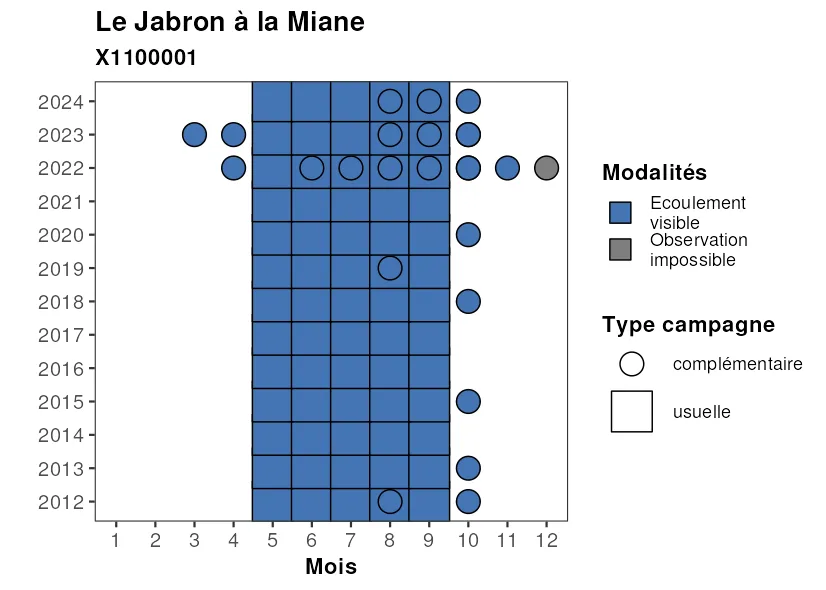 Le Jabron à la Miane
X1100001
2024
2023
2022
2021
2020
2019
2018
2017
2016
2015
2014
2013
2012
1 2 3 4 5 6 7 8 9 10 11 12
Mois
Modalités
Ecoulement
visible
Observation
impossible
Type campagne
complémentaire
usuelle